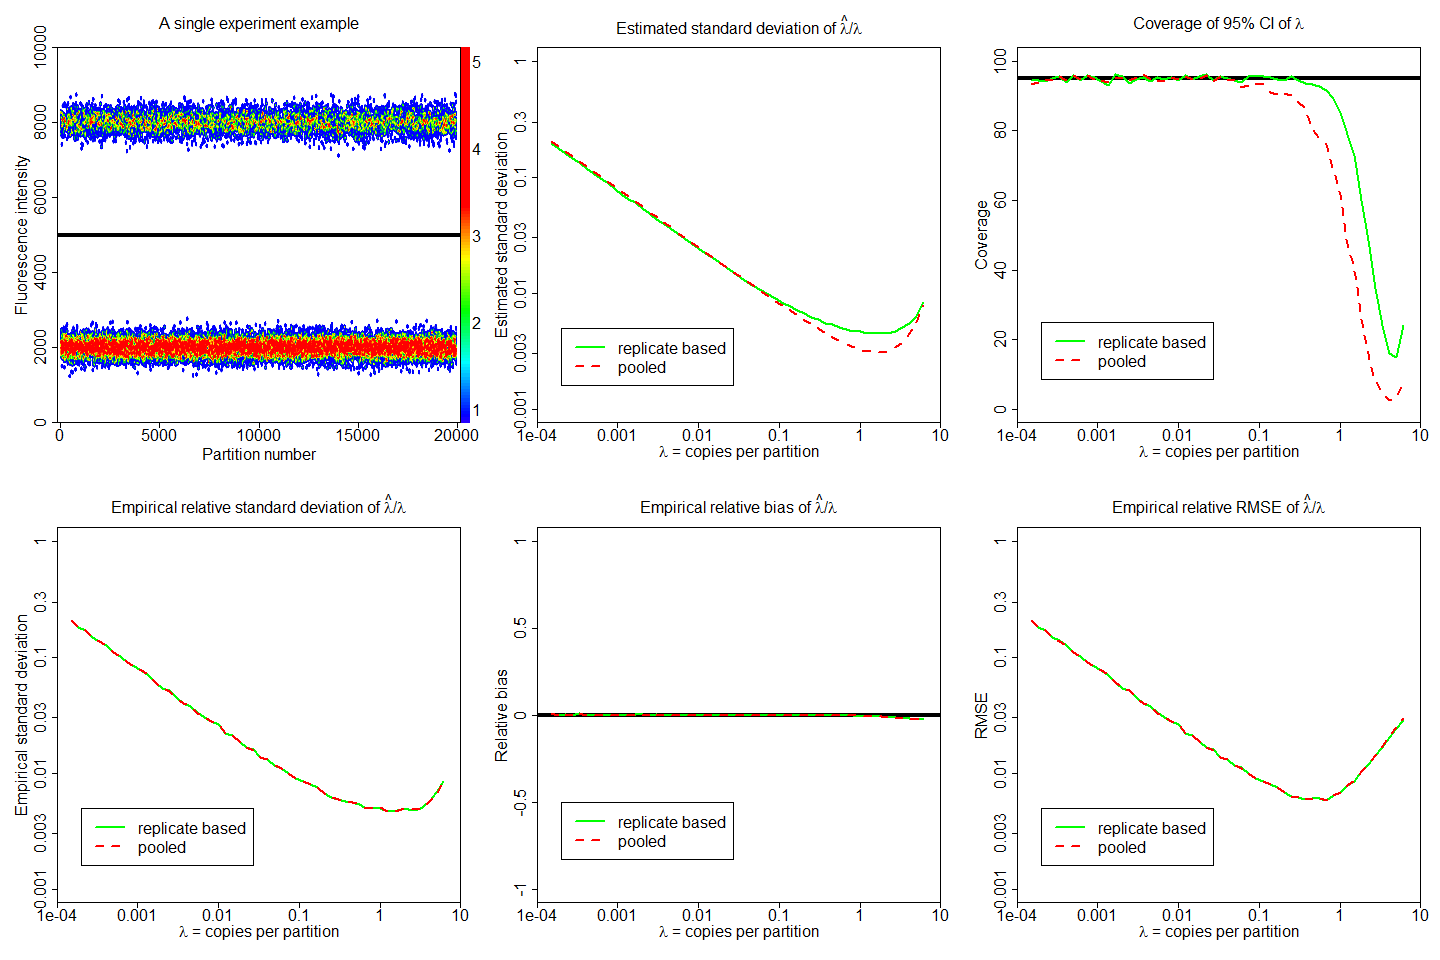 A single experiment example
Fluorescence intensity
0
2000
4000
6000
8000
10000
0
5000
10000
15000
20000
Partition number
5
4
3
2
1
Estimated standard deviation of λ̂/λ
Estimated standard deviation
1
0.3
0.1
0.03
0.01
0.003
0.001
replicate based
pooled
1e-04
0.001
0.01
0.1
1
10
λ = copies per partition
Coverage of 95% CI of λ
Coverage
100
80
60
40
20
0
replicate based
pooled
1e-04
0.001
0.01
0.1
1
10
λ = copies per partition
Empirical relative standard deviation of λ̂/λ
Empirical standard deviation
1
0.3
0.1
0.03
0.01
0.003
0.001
replicate based
pooled
1e-04
0.001
0.01
0.1
1
10
λ = copies per partition
Empirical relative bias of λ̂/λ
Relative bias
1
0.5
0
-0.5
-1
replicate based
pooled
1e-04
0.001
0.01
0.1
1
10
λ = copies per partition
Empirical relative RMSE of λ̂/λ
RMSE
1
0.3
0.1
0.03
0.01
0.003
0.001
replicate based
pooled
1e-04
0.001
0.01
0.1
1
10
λ = copies per partition